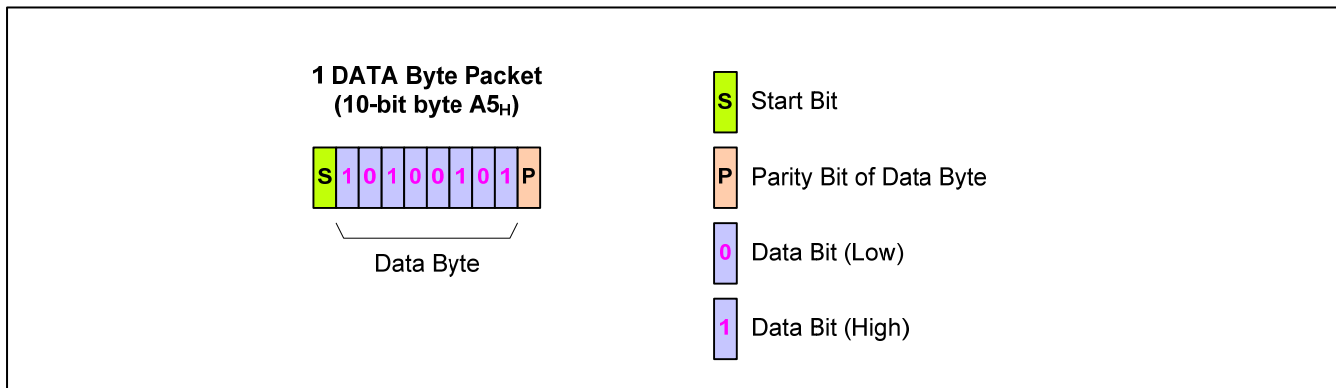 1 DATA Byte Packet
(10-bit byte A5H)
S 1 0 1 0 0 1 0 1 P
Data Byte
S Start Bit
P Parity Bit of Data Byte
0 Data Bit (Low)
1 Data Bit (High)